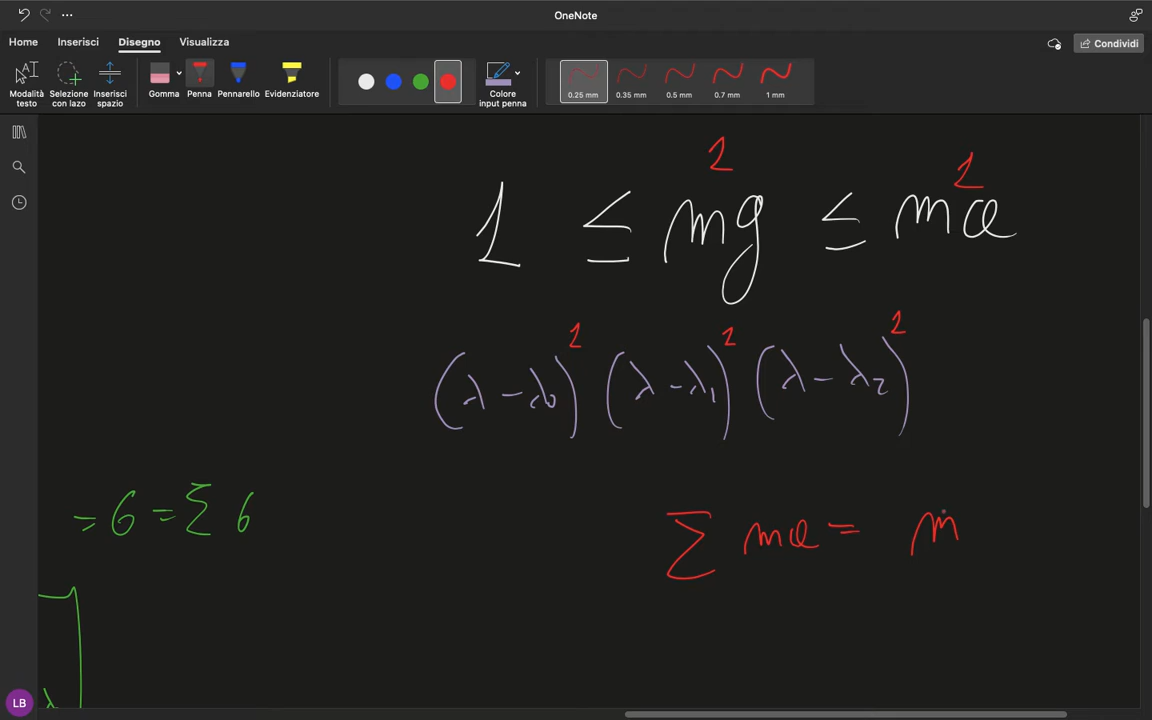 OneNote
Home Inserisci Disegno Visualizza
Condividi
Modalità testo
Selezione con lazo
Inserisci spazio
Gomma
Penna
Pennarello
Evidenziatore
Colore input penna
0.25 mm
0.35 mm
0.5 mm
0.7 mm
1 mm
2 2
1 ≤ mg ≤ ma
(λ - λ₀)² (λ - λ₁)² (λ - λ₂)²
= 6 = Σ 6
Σ ma = m
λ
LB